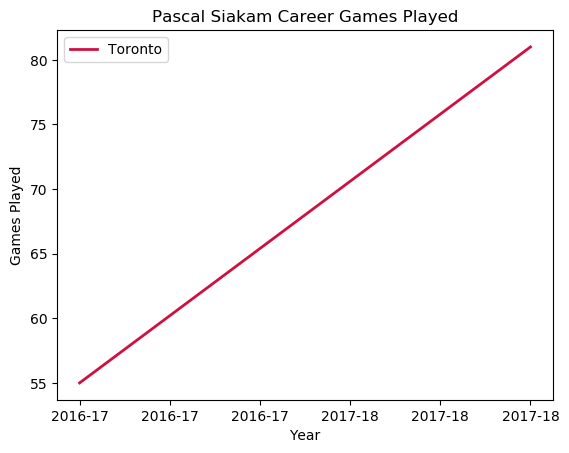 Pascal Siakam Career Games Played
Toronto
Games Played
80
75
70
65
60
55
2016-17 2016-17 2016-17 2017-18 2017-18 2017-18
Year